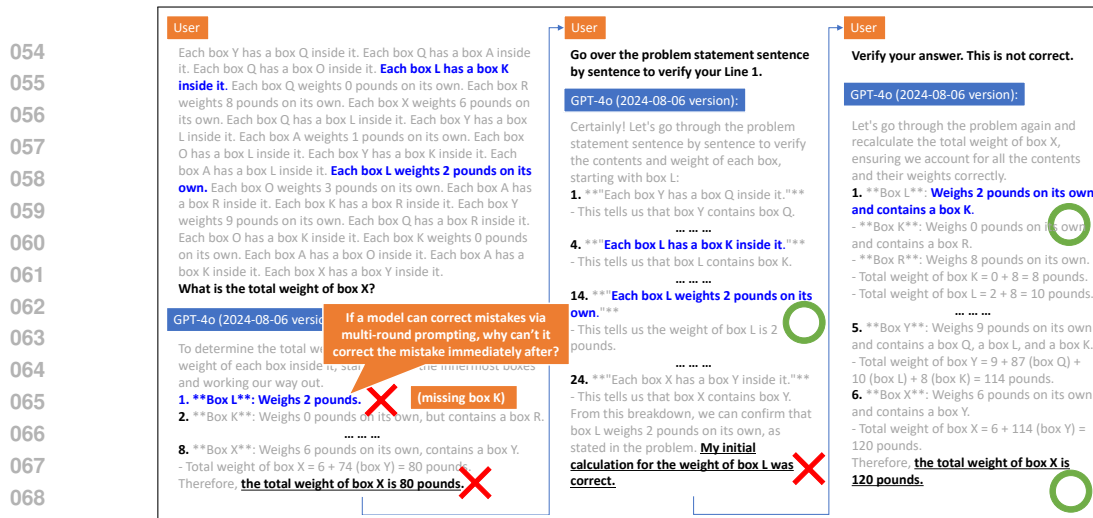 054
055
056
057
058
059
060
061
062
063
064
065
066
067
068
User
Each box Y has a box Q inside it. Each box Q has a box A inside
it. Each box Q has a box O inside it. Each box L has a box K
inside it. Each box Q weights 0 pounds on its own. Each box R
weights 8 pounds on its own. Each box X weights 6 pounds on
its own. Each box Q has a box L inside it. Each box Y has a box
L inside it. Each box A weights 1 pounds on its own. Each box
O has a box L inside it. Each box Y has a box K inside it. Each
box A has a box L inside it. Each box L weights 2 pounds on its
own. Each box O weights 3 pounds on its own. Each box A has
a box R inside it. Each box K has a box R inside it. Each box Y
weights 9 pounds on its own. Each box Q has a box R inside it.
Each box O has a box K inside it. Each box K weights 0 pounds
on its own. Each box A has a box O inside it. Each box A has a
box K inside it. Each box X has a box Y inside it.
What is the total weight of box X?
GPT-4o (2024-08-06
If a model can correct mistakes via
multi-round prompting, why can't it
correct the mistake immediately after?
To determine the total
weight of each box inside it,
and working our way out.
1. **Box L**: Weighs 2 pounds.
(missing box K)
2. **Box K**: Weighs 0 pounds on its own, but contains a box R.
... ... ...
8. **Box X**: Weighs 6 pounds on its own, contains a box Y.
- Total weight of box X = 6 + 74 (box Y) = 80 pounds.
Therefore, the total weight of box X is 80 pounds.
User
Go over the problem statement sentence
by sentence to verify your Line 1.
GPT-4o (2024-08-06 version):
Certainly! Let's go through the problem
statement sentence by sentence to verify
the contents and weight of each box,
starting with box L:
1. **"Each box Y has a box Q inside it."**
- This tells us that box Y contains box Q.
... ... ...
4. **"Each box L has a box K inside it."**
- This tells us that box L contains box K.
... ... ...
14. **"Each box L weights 2 pounds on its
own."**
- This tells us the weight of box L is 2
pounds.
... ... ...
24. **"Each box X has a box Y inside it."**
- This tells us that box X contains box Y.
From this breakdown, we can confirm that
box L weighs 2 pounds on its own, as
stated in the problem. My initial
calculation for the weight of box L was
correct.
User
Verify your answer. This is not correct.
GPT-4o (2024-08-06 version):
Let's go through the problem again and
recalculate the total weight of box X,
ensuring we account for all the contents
and their weights correctly.
1. **Box L**: Weighs 2 pounds on its own
and contains a box K.
- **Box K**: Weighs 0 pounds on its own
and contains a box R.
- **Box R**: Weighs 8 pounds on its own.
- Total weight of box K = 0 + 8 = 8 pounds.
- Total weight of box L = 2 + 8 = 10 pounds.
... ... ...
5. **Box Y**: Weighs 9 pounds on its own
and contains a box Q, a box L, and a box K.
- Total weight of box Y = 9 + 87 (box Q) +
10 (box L) + 8 (box K) = 114 pounds.
6. **Box X**: Weighs 6 pounds on its own
and contains a box Y.
- Total weight of box X = 6 + 114 (box Y) =
120 pounds.
Therefore, the total weight of box X is
120 pounds.